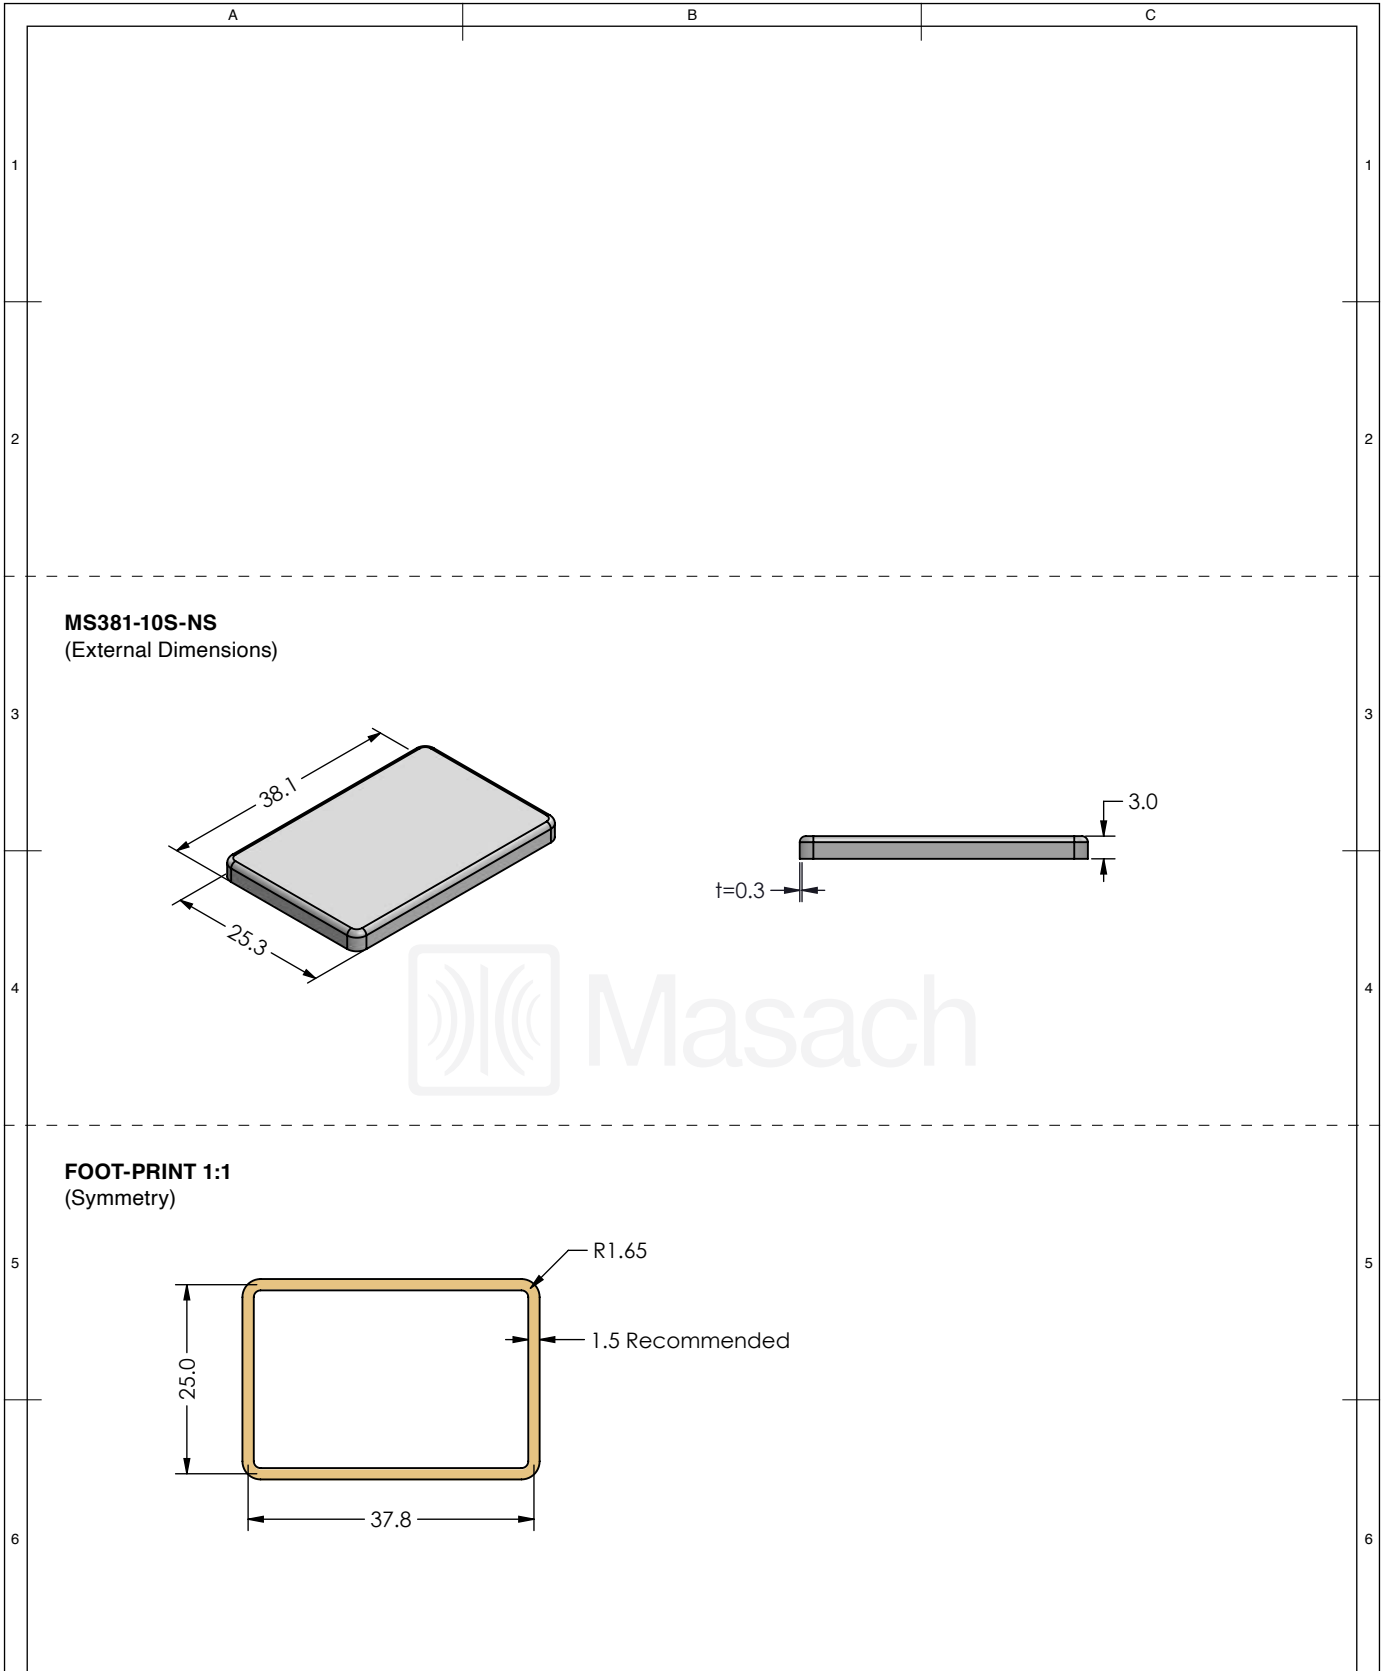 A B C
1 1
2 2
MS381-10S-NS
(External Dimensions)
3 3
38.1
3.0
t=0.3
25.3
4 4
Masach
FOOT-PRINT 1:1
(Symmetry)
R1.65
5 5
1.5 Recommended
25.0
37.8
6 6